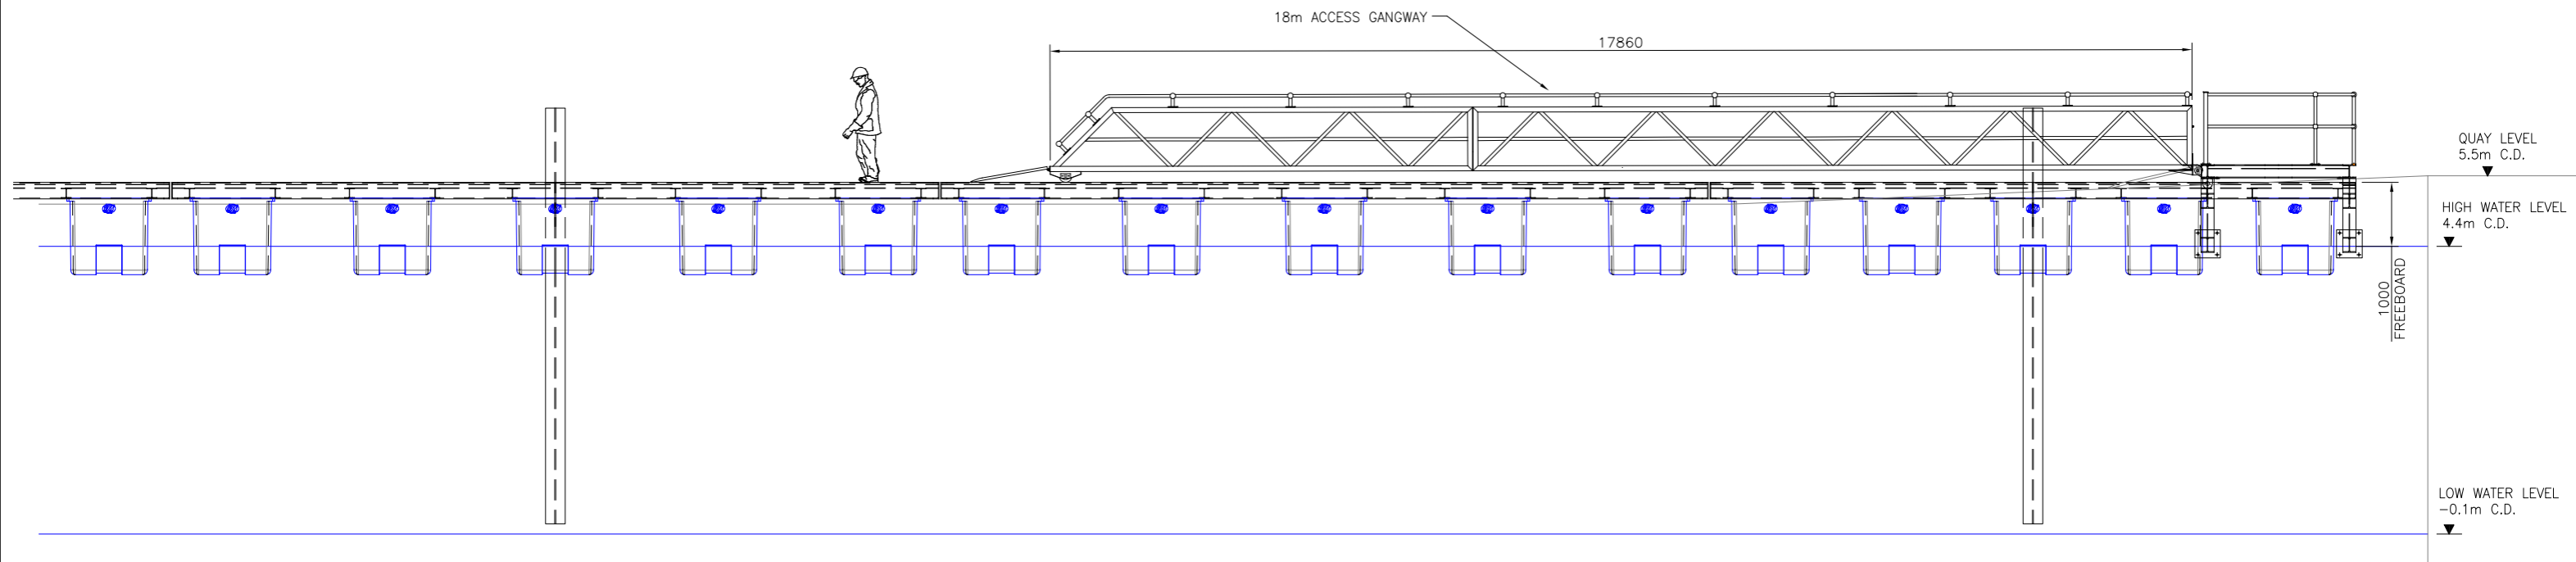 18m ACCESS GANGWAY
17860
QUAY LEVEL
5.5m C.D.
HIGH WATER LEVEL
4.4m C.D.
1000
FREEBOARD
LOW WATER LEVEL
-0.1m C.D.